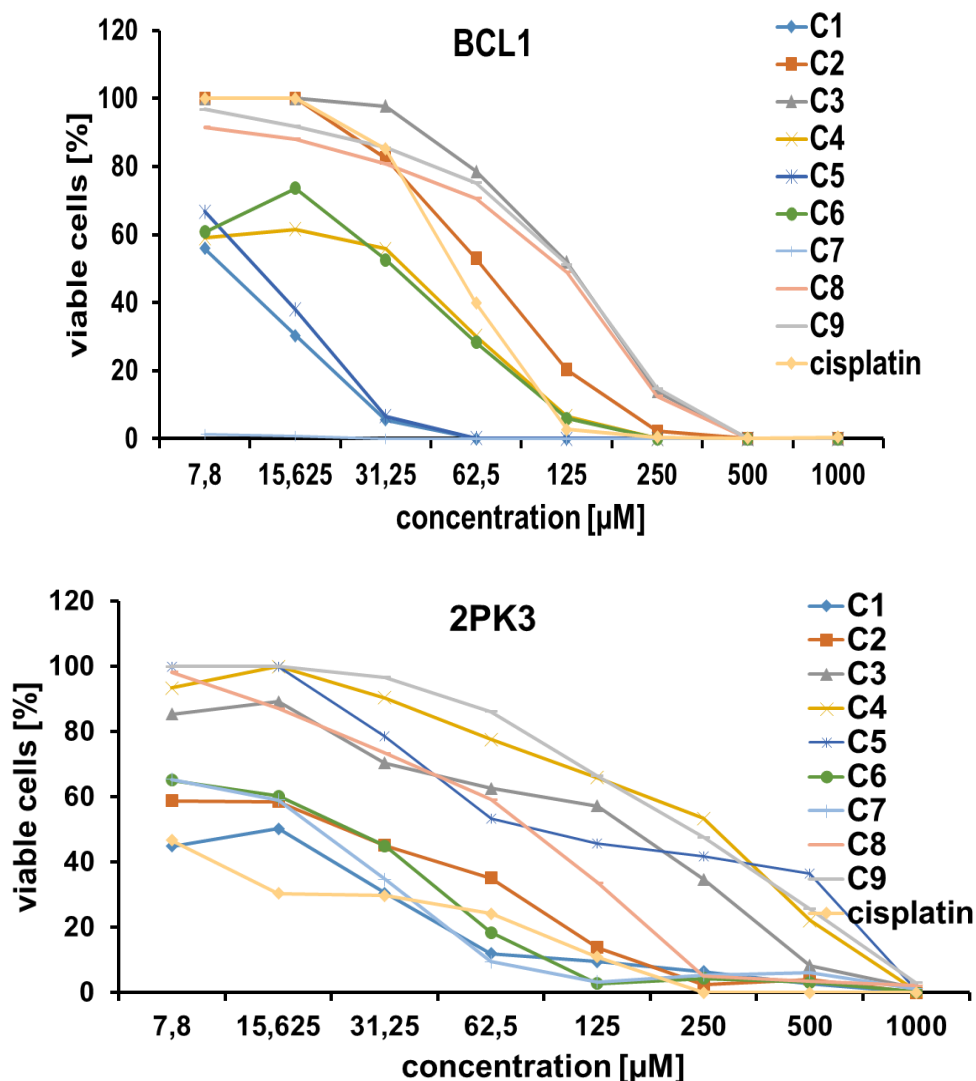 BCL1
120
100
80
60
40
20
0
viable cells [%]
7,8 15,625 31,25 62,5 125 250 500 1000
concentration [µM]
C1
C2
C3
C4
C5
C6
C7
C8
C9
cisplatin
2PK3
120
100
80
60
40
20
0
viable cells [%]
7,8 15,625 31,25 62,5 125 250 500 1000
concentration [µM]
C1
C2
C3
C4
C5
C6
C7
C8
C9
cisplatin